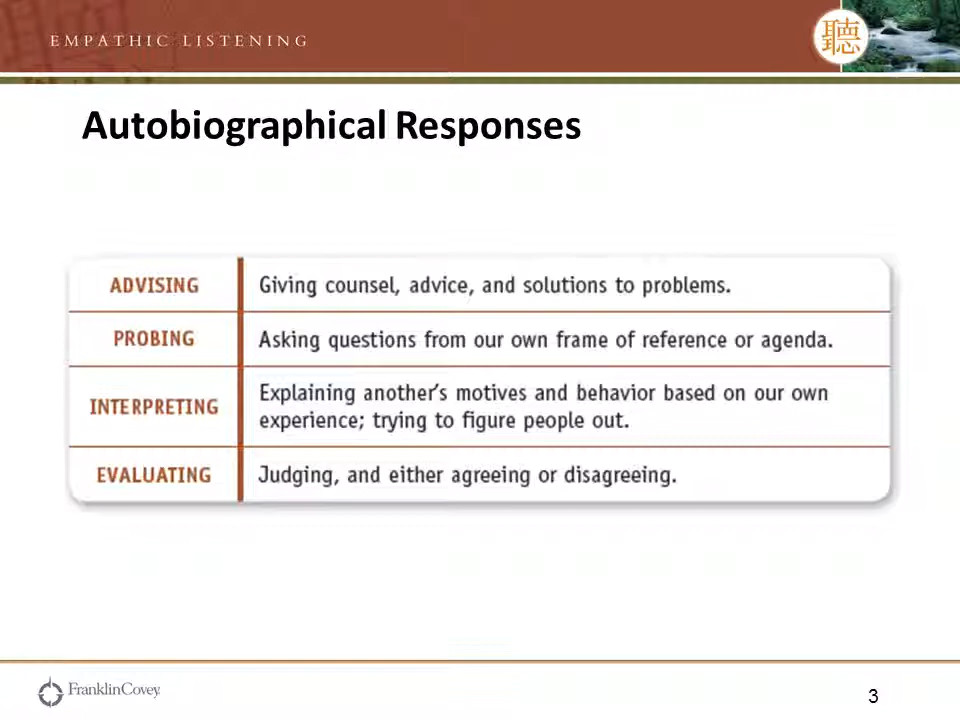 EMPATHIC LISTENING
聽
Autobiographical Responses
ADVISING Giving counsel, advice, and solutions to problems.
PROBING Asking questions from our own frame of reference or agenda.
INTERPRETING Explaining another's motives and behavior based on our own
experience; trying to figure people out.
EVALUATING Judging, and either agreeing or disagreeing.
FranklinCovey
3